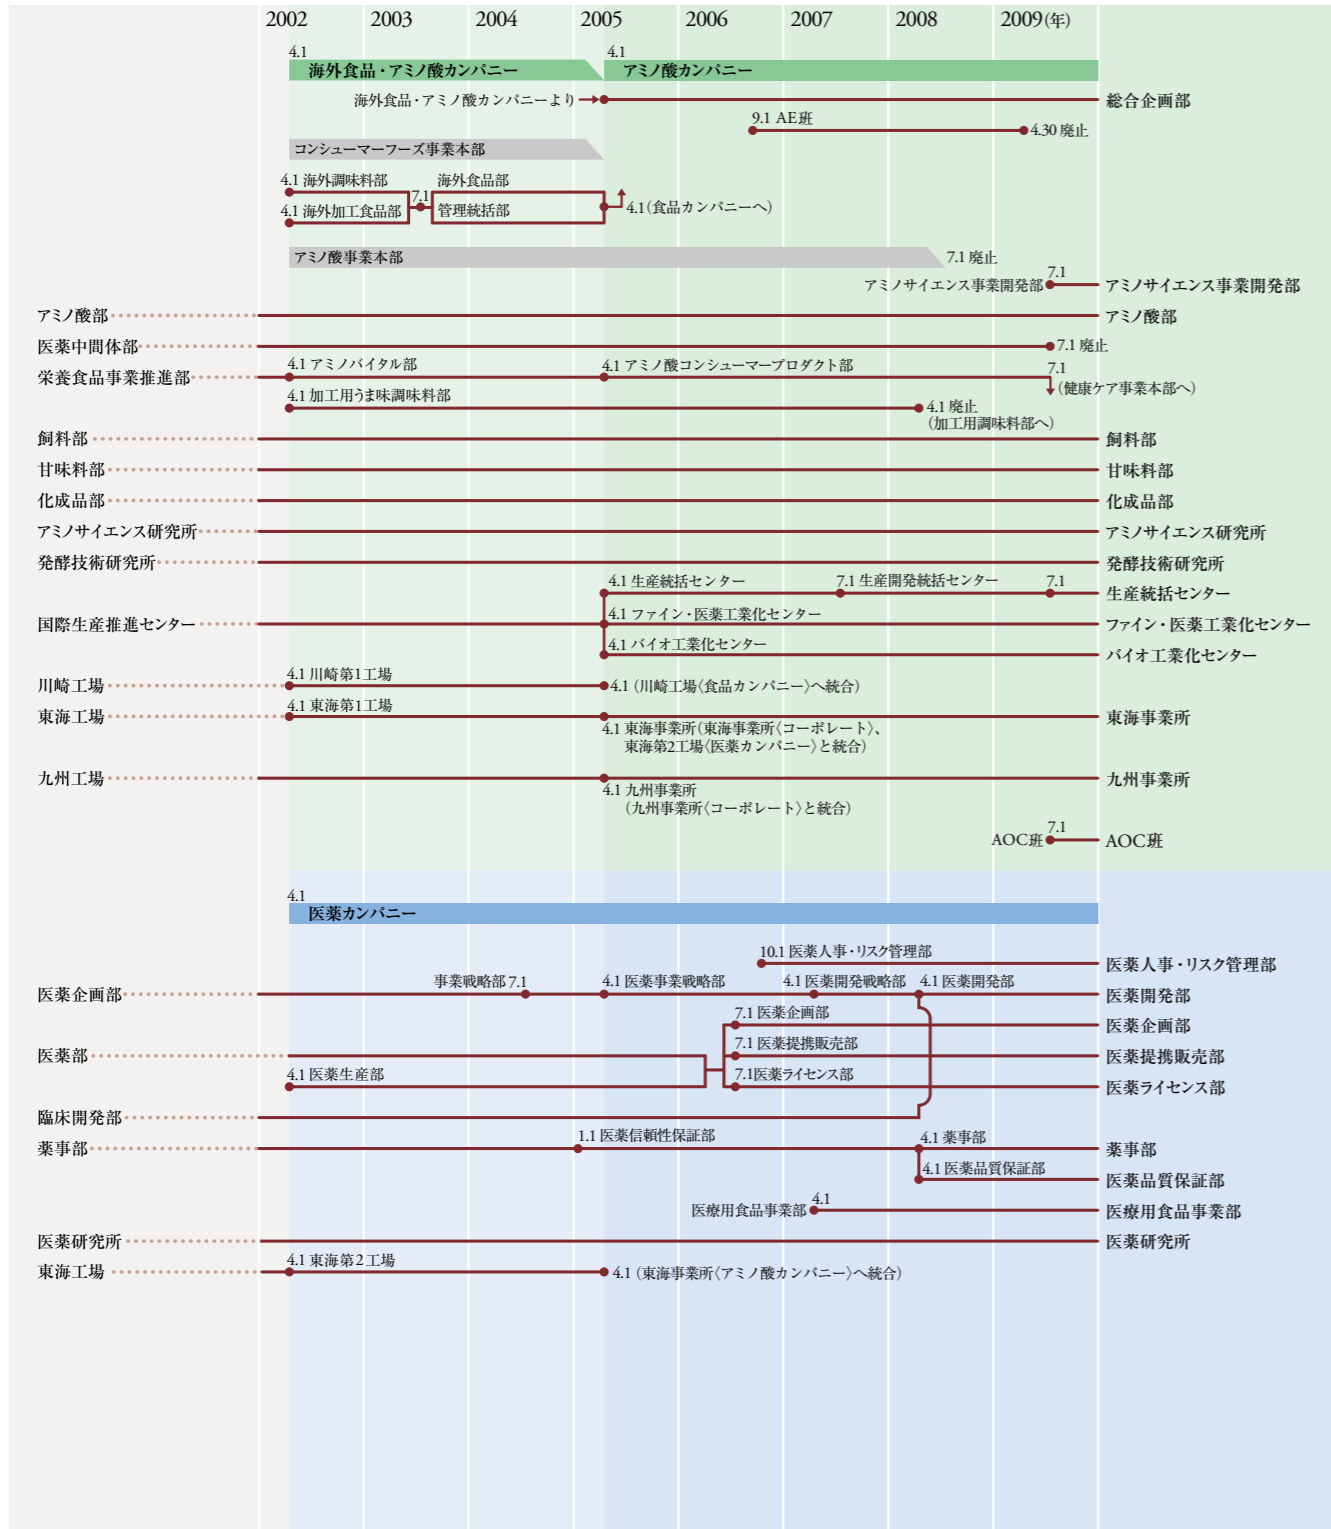 2002 2003 2004 2005 2006 2007 2008 2009(年)
4.1 4.1
海外食品・アミノ酸カンパニー アミノ酸カンパニー
海外食品・アミノ酸カンパニーより 総合企画部
9.1 AE班 4.30 廃止
コンシューマーフーズ事業本部
4.1 海外調味料部 7.1 海外食品部
4.1 海外加工食品部 管理統括部 4.1(食品カンパニーへ)
アミノ酸事業本部 7.1 廃止
アミノサイエンス事業開発部 7.1 アミノサイエンス事業開発部
アミノ酸部 アミノ酸部
医薬中間体部 7.1 廃止
栄養食品事業推進部 4.1 アミノバイタル部 4.1 アミノ酸コンシューマープロダクト部 7.1
(健康ケア事業本部へ)
4.1 加工用うま味調味料部 4.1 廃止
(加工用調味料部へ)
飼料部 飼料部
甘味料部 甘味料部
化成品部 化成品部
アミノサイエンス研究所 アミノサイエンス研究所
発酵技術研究所 発酵技術研究所
4.1 生産統括センター 7.1 生産開発統括センター 7.1 生産統括センター
国際生産推進センター 4.1 ファイン・医薬工業化センター ファイン・医薬工業化センター
4.1 バイオ工業化センター バイオ工業化センター
川崎工場 4.1 川崎第1工場 4.1 (川崎工場〈食品カンパニー〉へ統合)
東海工場 4.1 東海第1工場 東海事業所
4.1 東海事業所(東海事業所〈コーポレート〉、
東海第2工場〈医薬カンパニー〉と統合)
九州工場 九州事業所
4.1 九州事業所
(九州事業所〈コーポレート〉と統合)
AOC班 7.1 AOC班
4.1
医薬カンパニー
10.1 医薬人事・リスク管理部 医薬人事・リスク管理部
医薬企画部 事業戦略部 7.1 4.1 医薬事業戦略部 4.1 医薬開発戦略部 4.1 医薬開発部 医薬開発部
7.1 医薬企画部 医薬企画部
医薬部 7.1 医薬提携販売部 医薬提携販売部
4.1 医薬生産部 7.1医薬ライセンス部 医薬ライセンス部
臨床開発部
薬事部 1.1 医薬信頼性保証部 4.1 薬事部 薬事部
4.1 医薬品質保証部 医薬品質保証部
医療用食品事業部 4.1 医療用食品事業部
医薬研究所 医薬研究所
東海工場 4.1 東海第2工場 4.1 (東海事業所〈アミノ酸カンパニー〉へ統合)